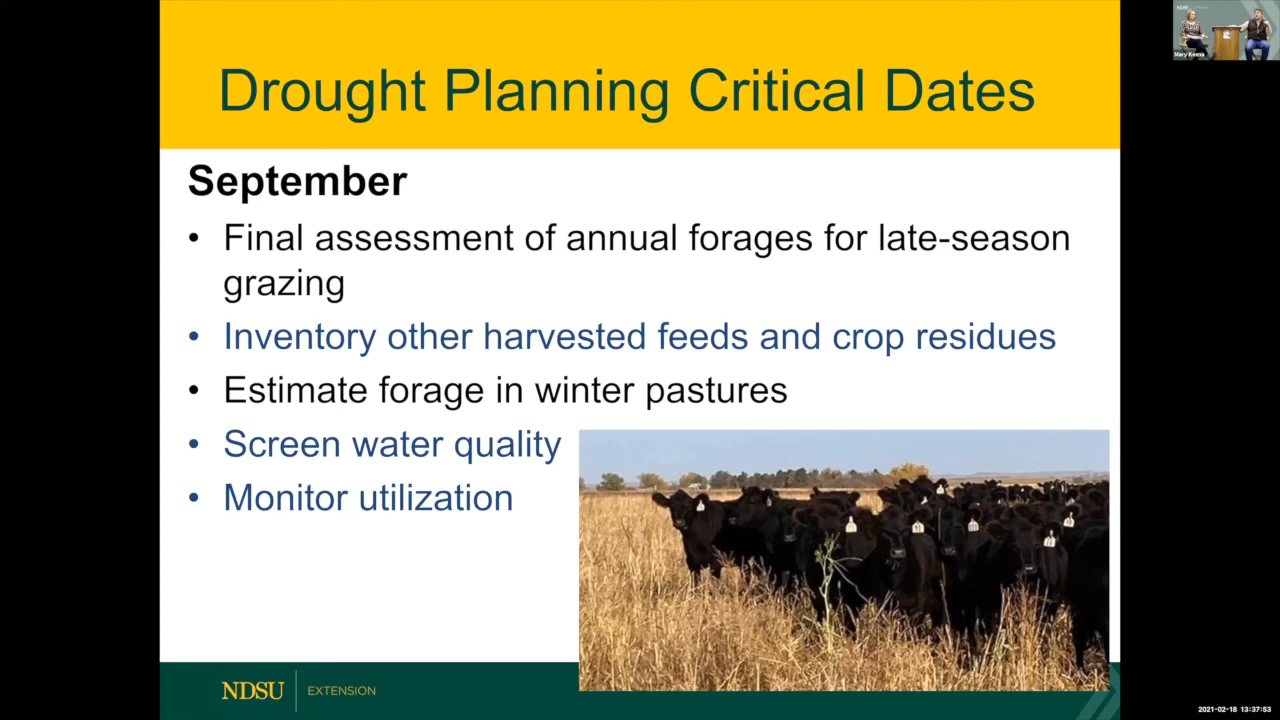 Drought Planning Critical Dates
September
• Final assessment of annual forages for late-season
grazing
• Inventory other harvested feeds and crop residues
• Estimate forage in winter pastures
• Screen water quality
• Monitor utilization
NDSU EXTENSION
Mary Keena
2021-02-18 13:37:53